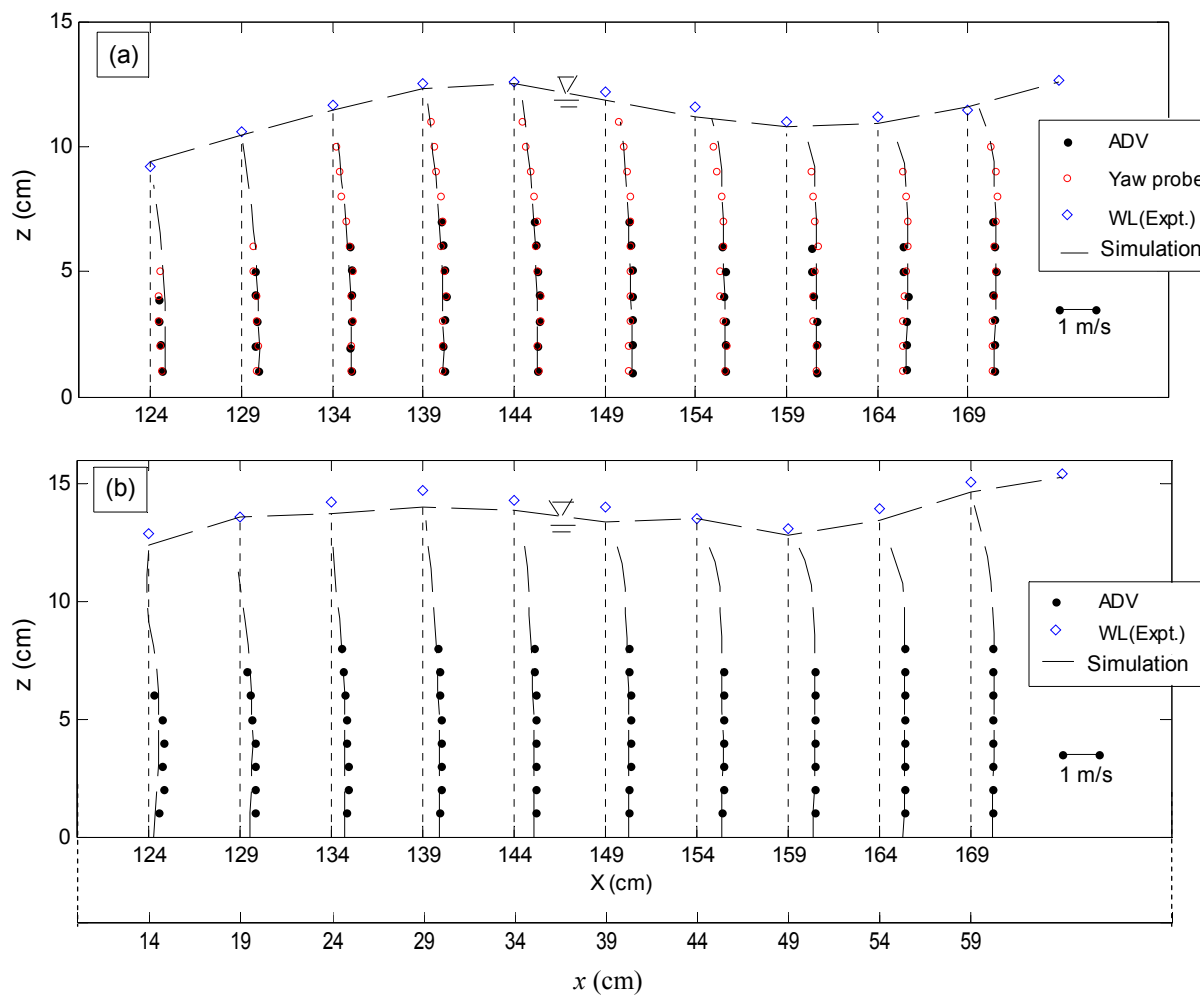 15
(a)
10
z (cm)
5
0
124 129 134 139 144 149 154 159 164 169
ADV
Yaw probe
WL(Expt.)
Simulation
1 m/s
15
(b)
10
z (cm)
5
0
124 129 134 139 144 149 154 159 164 169
X (cm)
ADV
WL(Expt.)
Simulation
1 m/s
14 19 24 29 34 39 44 49 54 59
x (cm)